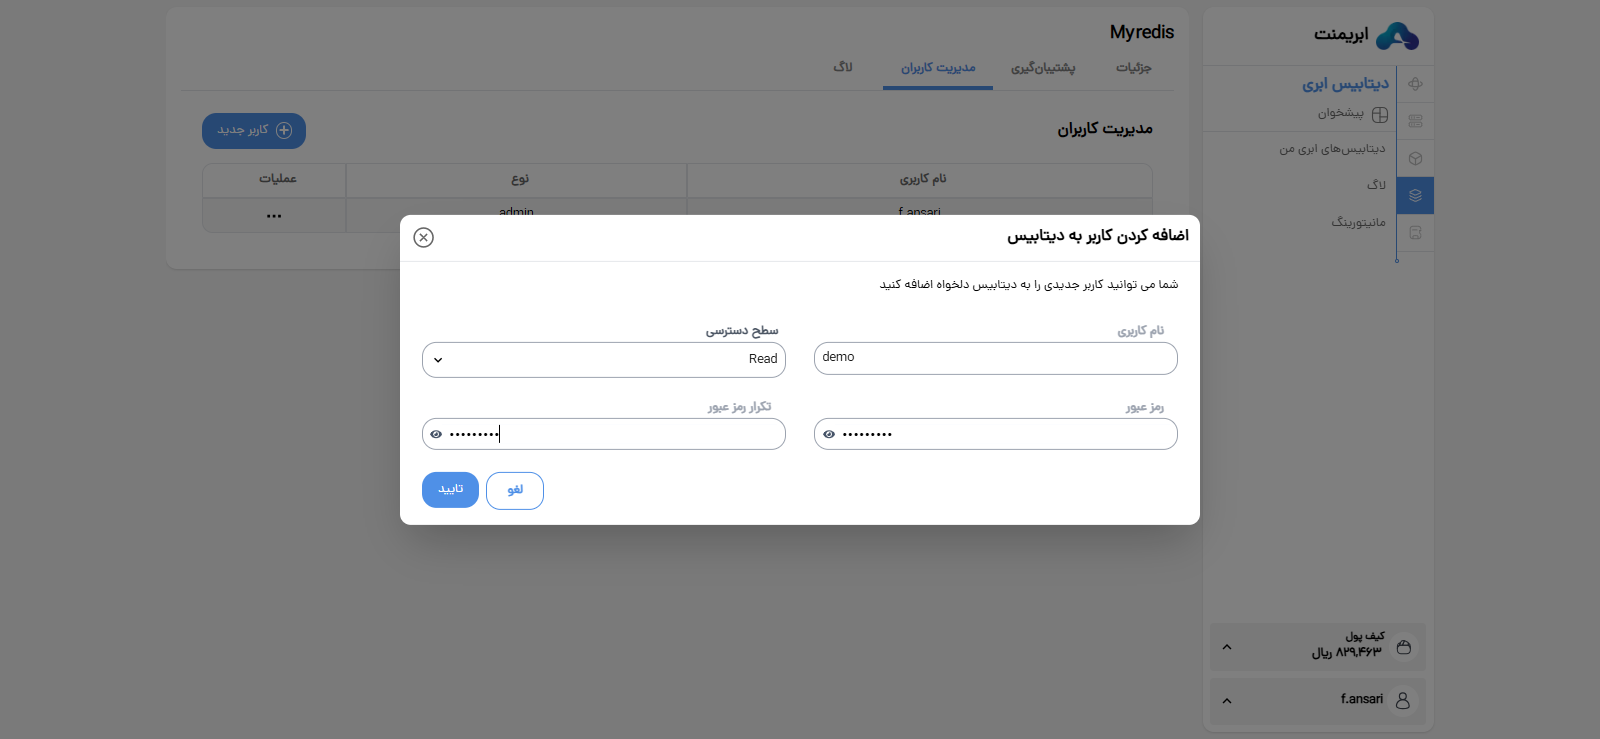 ابریمنت
دیتابیس ابری
پیشخوان
دیتابیس‌های ابری من
لاگ
مانیتورینگ
کیف پول
۸۲۹,۴۶۳ ریال
f.ansari
Myredis
جزئیات
پشتیبان‌گیری
مدیریت کاربران
لاگ
مدیریت کاربران
کاربر جدید
نام کاربری
نوع
عملیات
f.ansari
admin
اضافه کردن کاربر به دیتابیس
شما می توانید کاربر جدیدی را به دیتابیس دلخواه اضافه کنید
نام کاربری
سطح دسترسی
demo
Read
رمز عبور
تکرار رمز عبور
•••••••••
•••••••••
لغو
تایید